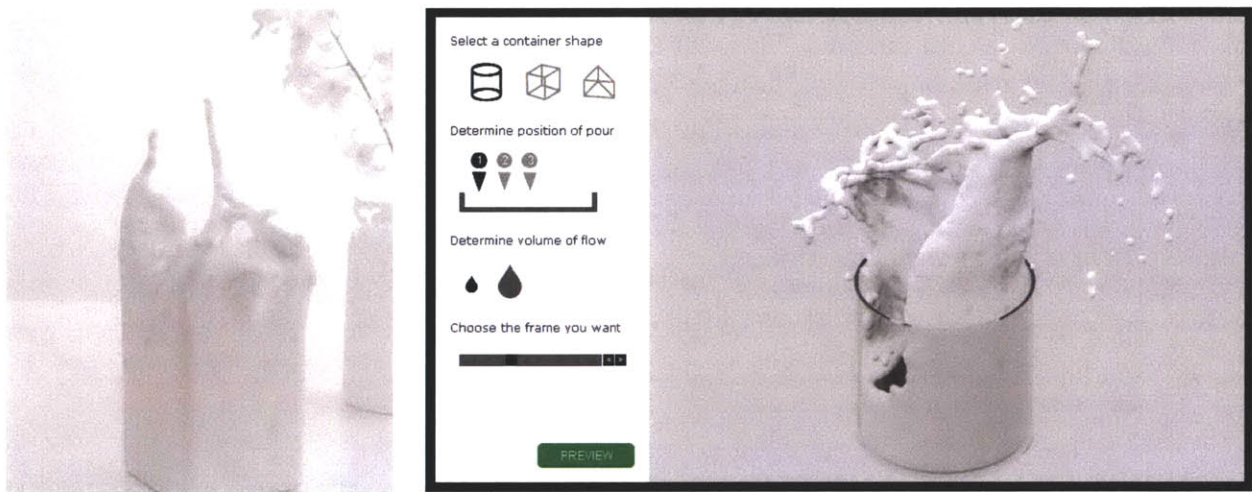 Select a container shape
Determine position of pour
1 2 3
Determine volume of flow
Choose the frame you want
PREVIEW